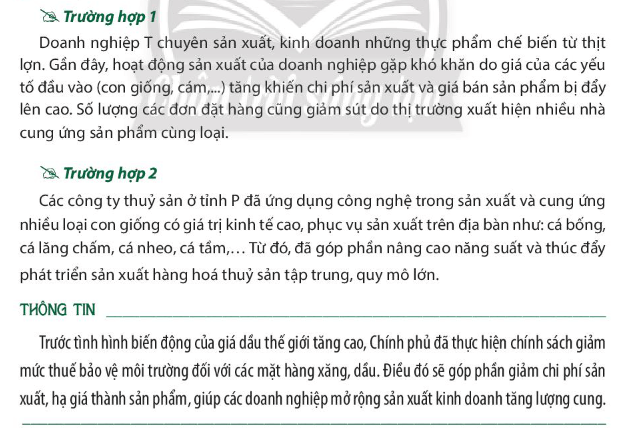 Trường hợp 1
Doanh nghiệp T chuyên sản xuất, kinh doanh những thực phẩm chế biến từ thịt
lợn. Gần đây, hoạt động sản xuất của doanh nghiệp gặp khó khăn do giá của các yếu
tố đầu vào (con giống, cám,...) tăng khiến chi phí sản xuất và giá bán sản phẩm bị đẩy
lên cao. Số lượng các đơn đặt hàng cũng giảm sút do thị trường xuất hiện nhiều nhà
cung ứng sản phẩm cùng loại.
Trường hợp 2
Các công ty thuỷ sản ở tỉnh P đã ứng dụng công nghệ trong sản xuất và cung ứng
nhiều loại con giống có giá trị kinh tế cao, phục vụ sản xuất trên địa bàn như: cá bống,
cá lăng chấm, cá nheo, cá tầm,... Từ đó, đã góp phần nâng cao năng suất và thúc đẩy
phát triển sản xuất hàng hoá thuỷ sản tập trung, quy mô lớn.
THÔNG TIN
Trước tình hình biến động của giá dầu thế giới tăng cao, Chính phủ đã thực hiện chính sách giảm
mức thuế bảo vệ môi trường đối với các mặt hàng xăng, dầu. Điều đó sẽ góp phần giảm chi phí sản
xuất, hạ giá thành sản phẩm, giúp các doanh nghiệp mở rộng sản xuất kinh doanh tăng lượng cung.